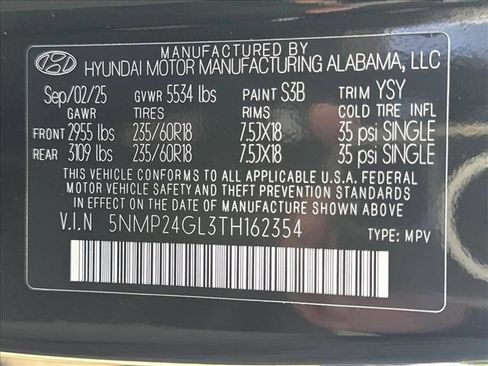 MANUFACTURED BY
HYUNDAI MOTOR MANUFACTURING ALABAMA, LLC
Sep/02/25 GVWR 5534 lbs PAINT S3B TRIM YSY
GAWR TIRES RIMS COLD TIRE INFL
FRONT 2955 lbs 235/60R18 7.5JX18 35 psi SINGLE
REAR 3109 lbs 235/60R18 7.5JX18 35 psi SINGLE
THIS VEHICLE CONFORMS TO ALL APPLICABLE FEDERAL
MOTOR VEHICLE SAFETY AND THEFT PREVENTION STANDARDS
IN EFFECT ON THE DATE OF MANUFACTURE SHOWN ABOVE.
V.I.N 5NMP24GL3TH162354
TYPE: MPV